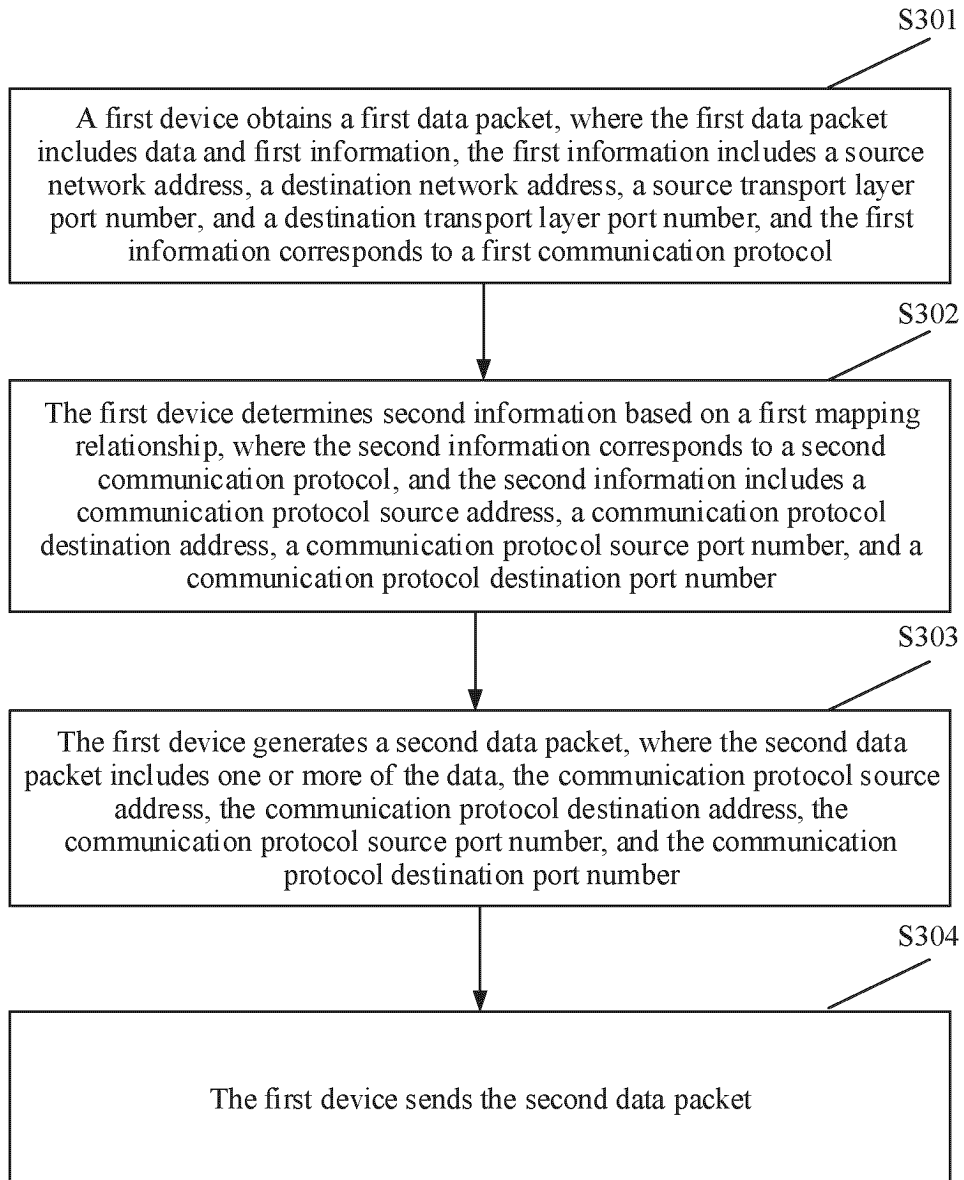 S301
A first device obtains a first data packet, where the first data packet
includes data and first information, the first information includes a source
network address, a destination network address, a source transport layer
port number, and a destination transport layer port number, and the first
information corresponds to a first communication protocol
S302
The first device determines second information based on a first mapping
relationship, where the second information corresponds to a second
communication protocol, and the second information includes a
communication protocol source address, a communication protocol
destination address, a communication protocol source port number, and a
communication protocol destination port number
S303
The first device generates a second data packet, where the second data
packet includes one or more of the data, the communication protocol source
address, the communication protocol destination address, the
communication protocol source port number, and the communication
protocol destination port number
S304
The first device sends the second data packet